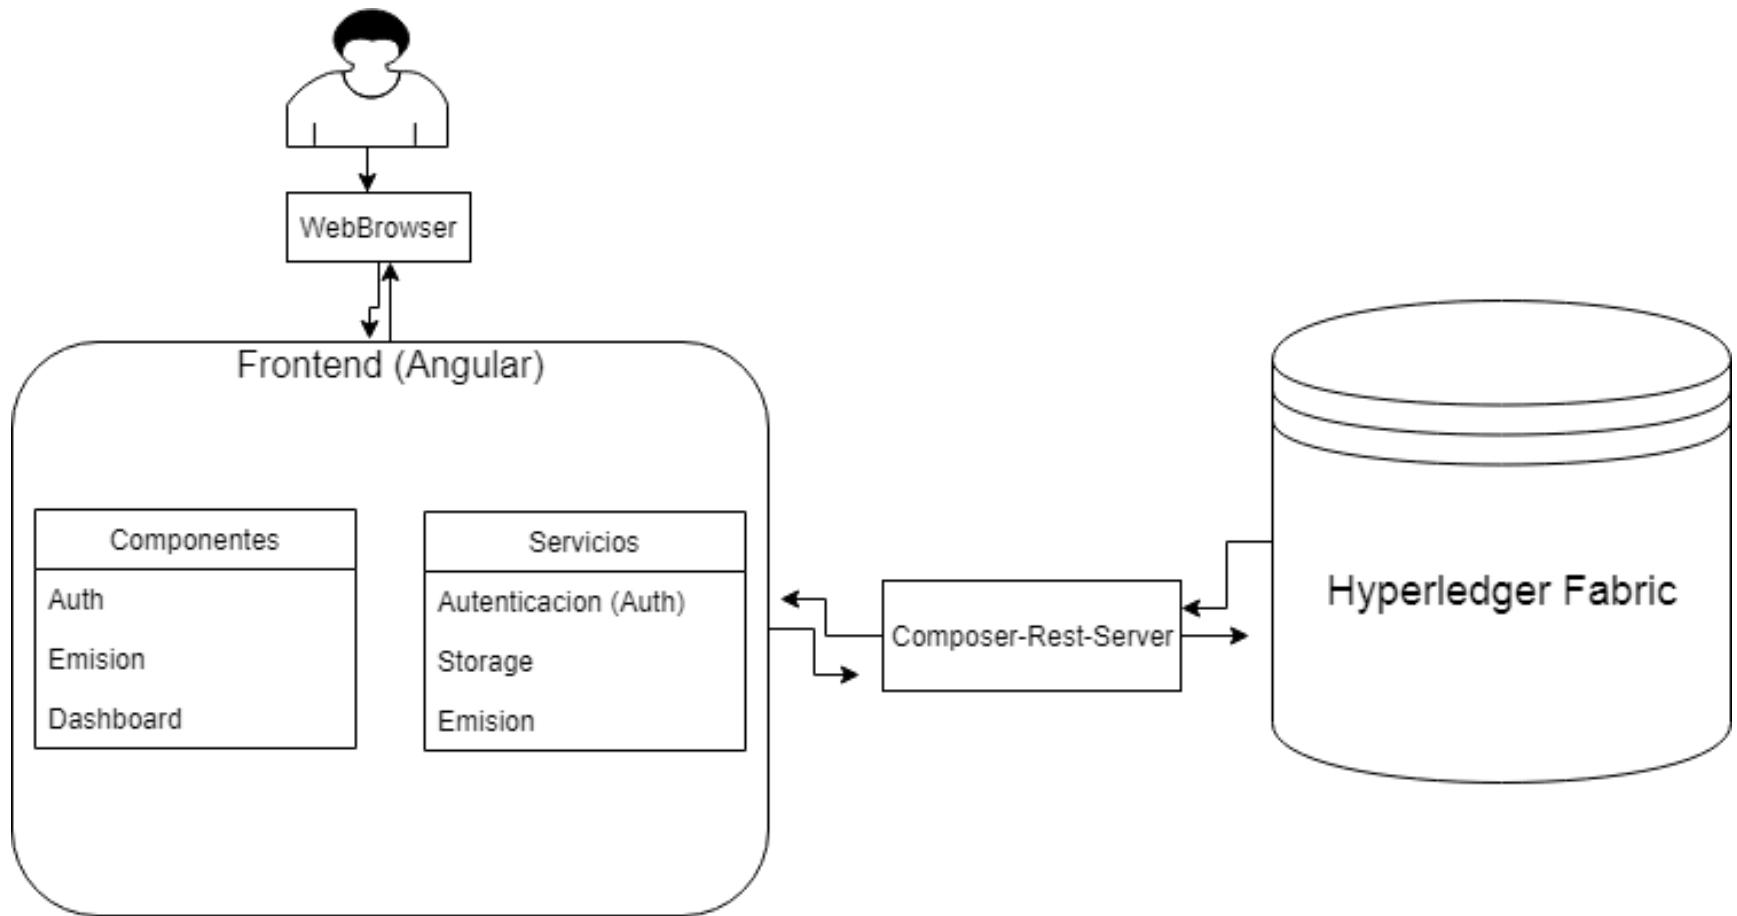 WebBrowser
Frontend (Angular)
Componentes
Auth
Emision
Dashboard
Servicios
Autenticacion (Auth)
Storage
Emision
Composer-Rest-Server
Hyperledger Fabric